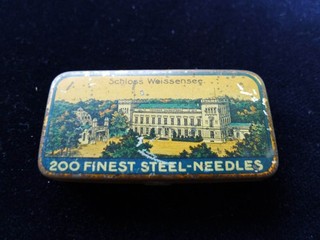 Schloss Weissensee
200 FINEST STEEL-NEEDLES